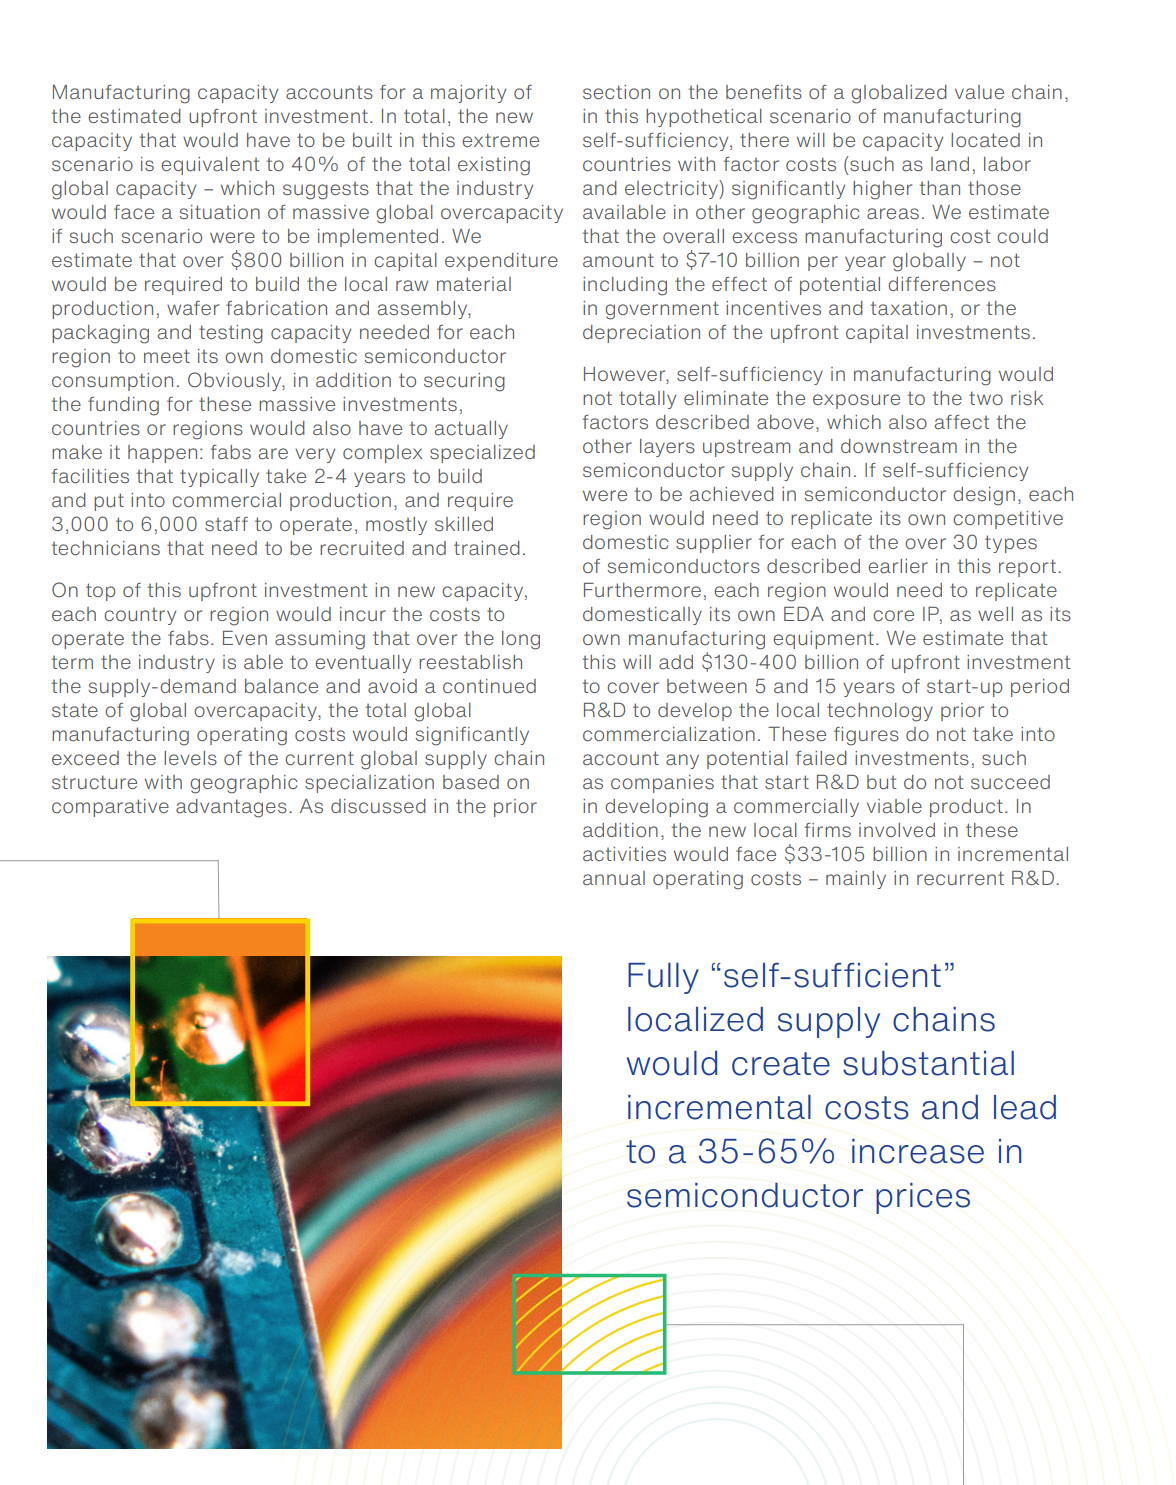 Manufacturing capacity accounts for a majority of
the estimated upfront investment. In total, the new
capacity that would have to be built in this extreme
scenario is equivalent to 40% of the total existing
global capacity – which suggests that the industry
would face a situation of massive global overcapacity
if such scenario were to be implemented. We
estimate that over $800 billion in capital expenditure
would be required to build the local raw material
production, wafer fabrication and assembly,
packaging and testing capacity needed for each
region to meet its own domestic semiconductor
consumption. Obviously, in addition to securing
the funding for these massive investments,
countries or regions would also have to actually
make it happen: fabs are very complex specialized
facilities that typically take 2-4 years to build
and put into commercial production, and require
3,000 to 6,000 staff to operate, mostly skilled
technicians that need to be recruited and trained.
On top of this upfront investment in new capacity,
each country or region would incur the costs to
operate the fabs. Even assuming that over the long
term the industry is able to eventually reestablish
the supply-demand balance and avoid a continued
state of global overcapacity, the total global
manufacturing operating costs would significantly
exceed the levels of the current global supply chain
structure with geographic specialization based on
comparative advantages. As discussed in the prior
section on the benefits of a globalized value chain,
in this hypothetical scenario of manufacturing
self-sufficiency, there will be capacity located in
countries with factor costs (such as land, labor
and electricity) significantly higher than those
available in other geographic areas. We estimate
that the overall excess manufacturing cost could
amount to $7-10 billion per year globally – not
including the effect of potential differences
in government incentives and taxation, or the
depreciation of the upfront capital investments.
However, self-sufficiency in manufacturing would
not totally eliminate the exposure to the two risk
factors described above, which also affect the
other layers upstream and downstream in the
semiconductor supply chain. If self-sufficiency
were to be achieved in semiconductor design, each
region would need to replicate its own competitive
domestic supplier for each of the over 30 types
of semiconductors described earlier in this report.
Furthermore, each region would need to replicate
domestically its own EDA and core IP, as well as its
own manufacturing equipment. We estimate that
this will add $130-400 billion of upfront investment
to cover between 5 and 15 years of start-up period
R&D to develop the local technology prior to
commercialization. These figures do not take into
account any potential failed investments, such
as companies that start R&D but do not succeed
in developing a commercially viable product. In
addition, the new local firms involved in these
activities would face $33-105 billion in incremental
annual operating costs – mainly in recurrent R&D.
Fully “self-sufficient”
localized supply chains
would create substantial
incremental costs and lead
to a 35-65% increase in
semiconductor prices